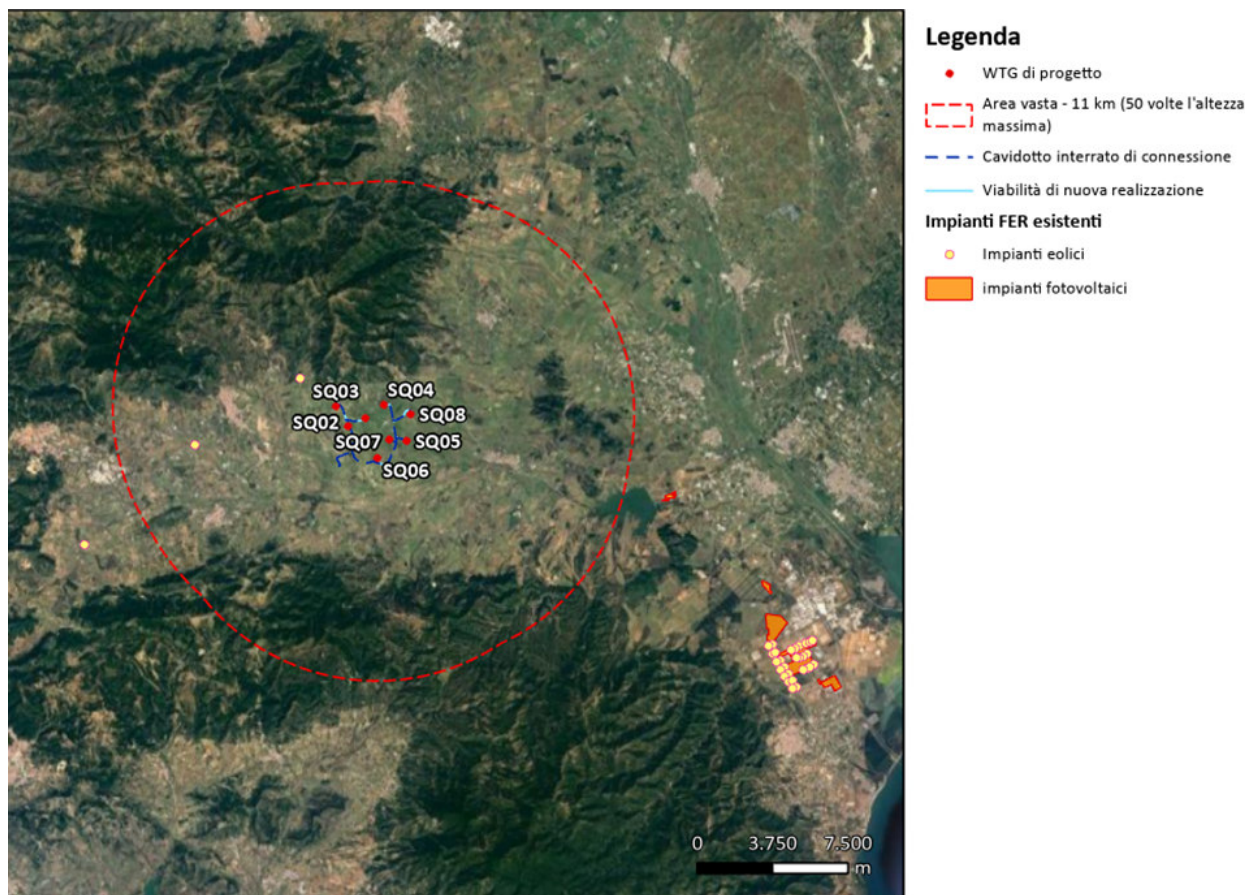 Legenda
WTG di progetto
Area vasta - 11 km (50 volte l'altezza
massima)
Cavidotto interrato di connessione
Viabilità di nuova realizzazione
Impianti FER esistenti
Impianti eolici
impianti fotovoltaici
SQ03
SQ04
SQ02
SQ08
SQ07
SQ05
SQ06
0 3.750 7.500
m